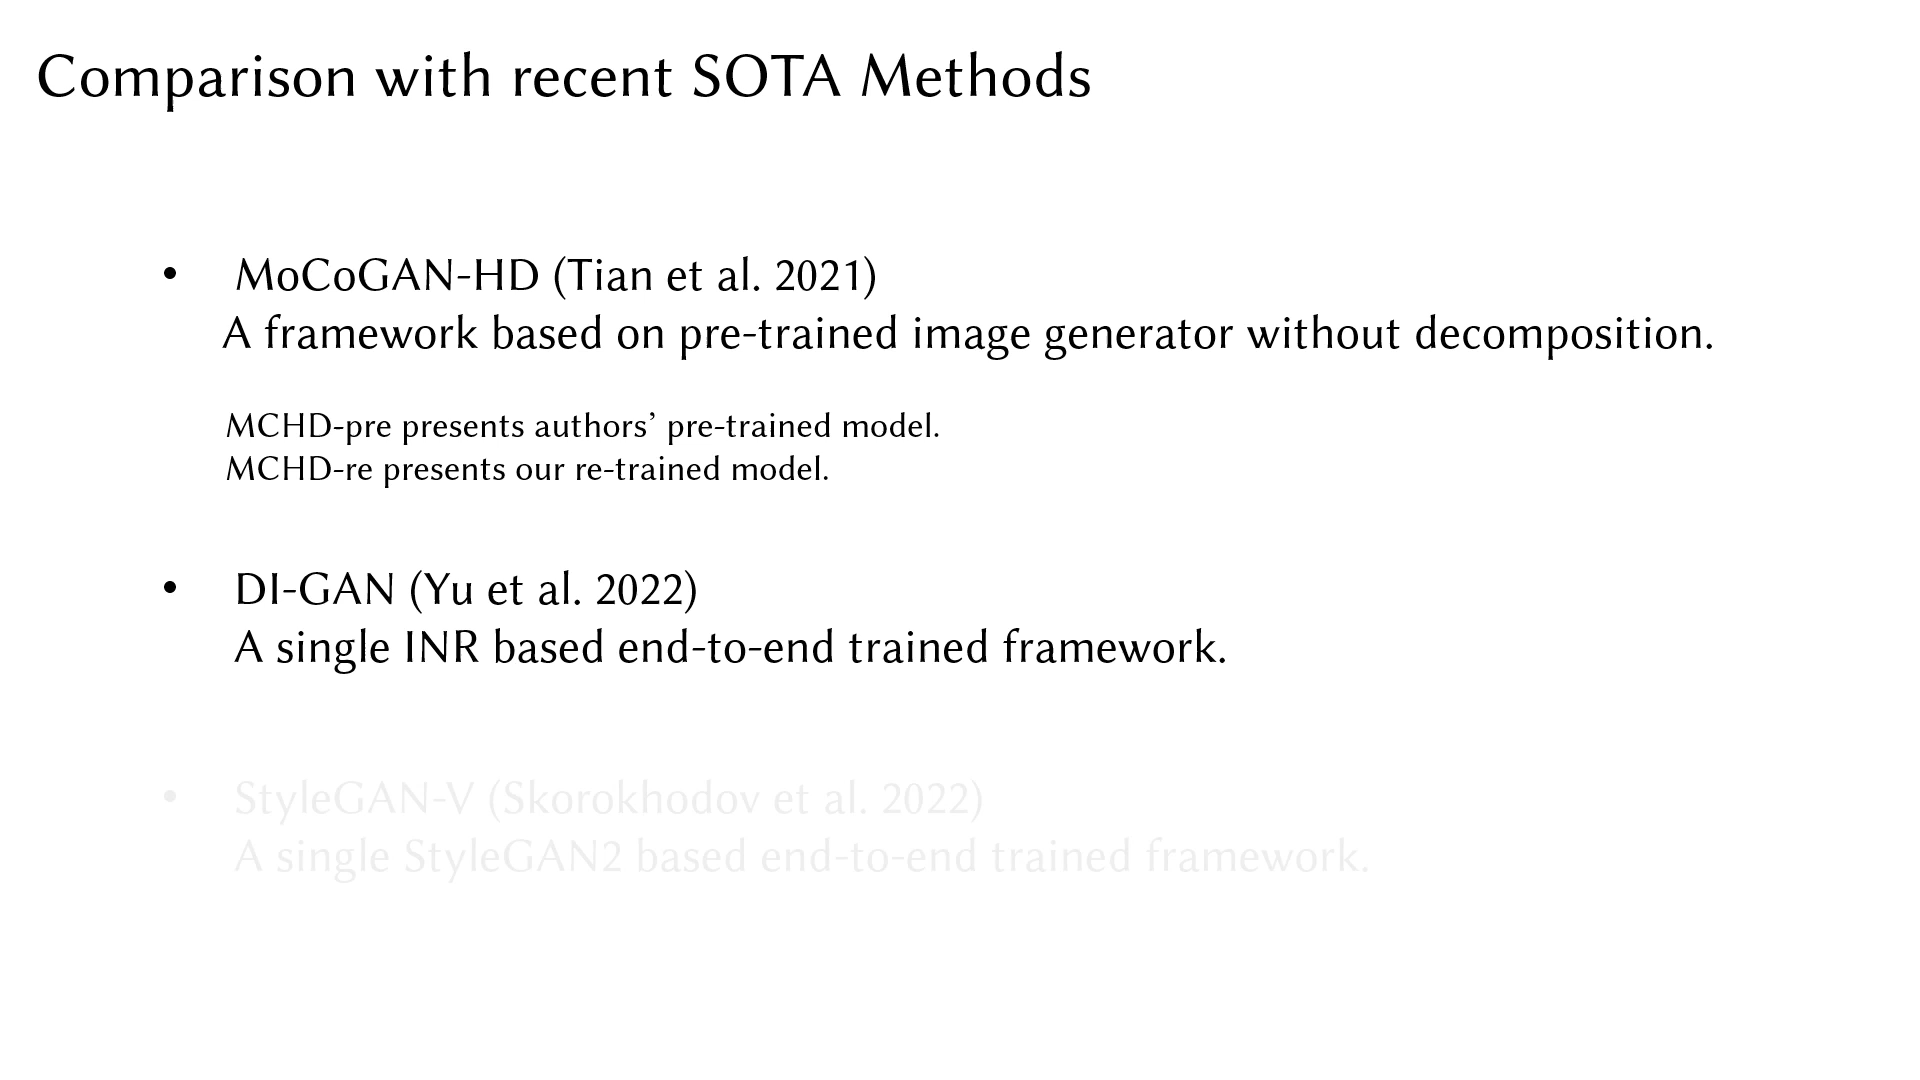 Comparison with recent SOTA Methods
• MoCoGAN-HD (Tian et al. 2021)
A framework based on pre-trained image generator without decomposition.
MCHD-pre presents authors’ pre-trained model.
MCHD-re presents our re-trained model.
• DI-GAN (Yu et al. 2022)
A single INR based end-to-end trained framework.
• StyleGAN-V (Skorokhodov et al. 2022)
A single StyleGAN2 based end-to-end trained framework.